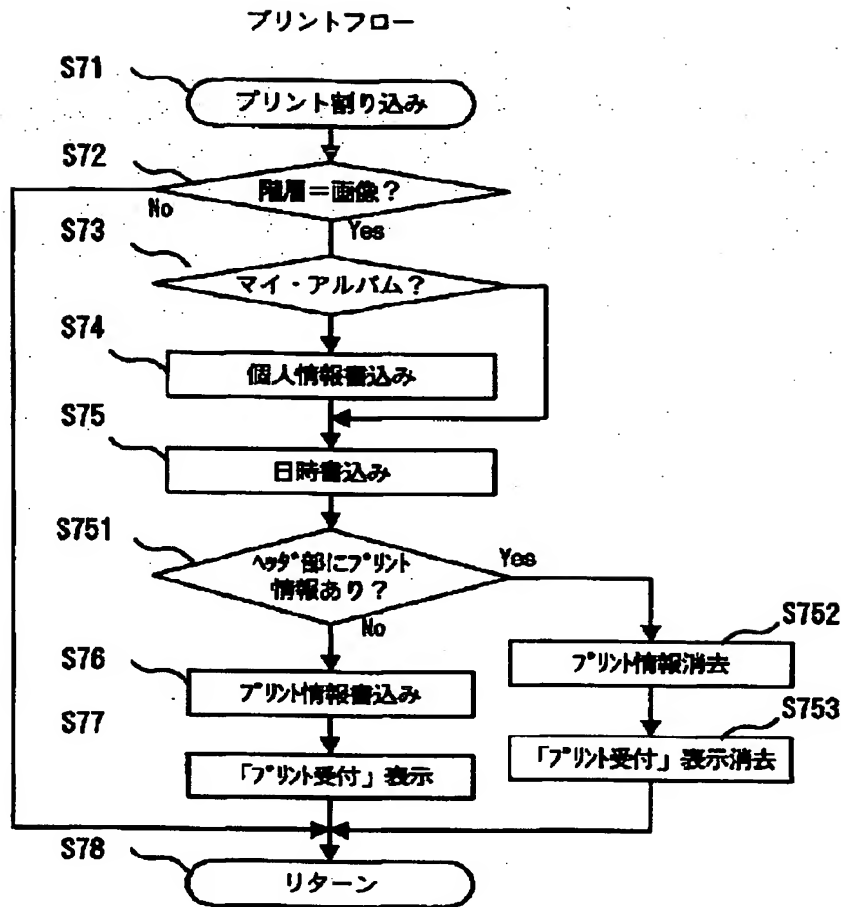 プリントフロー
S71
プリント割り込み
S72
階層＝画像？
No
Yes
S73
マイ・アルバム？
S74
個人情報書込み
S75
日時書込み
S751
ﾍｯﾀﾞ部にﾌﾟﾘﾝﾄ
情報あり？
Yes
No
S752
ﾌﾟﾘﾝﾄ情報消去
S76
ﾌﾟﾘﾝﾄ情報書込み
S753
「ﾌﾟﾘﾝﾄ受付」表示消去
S77
「ﾌﾟﾘﾝﾄ受付」表示
S78
リターン